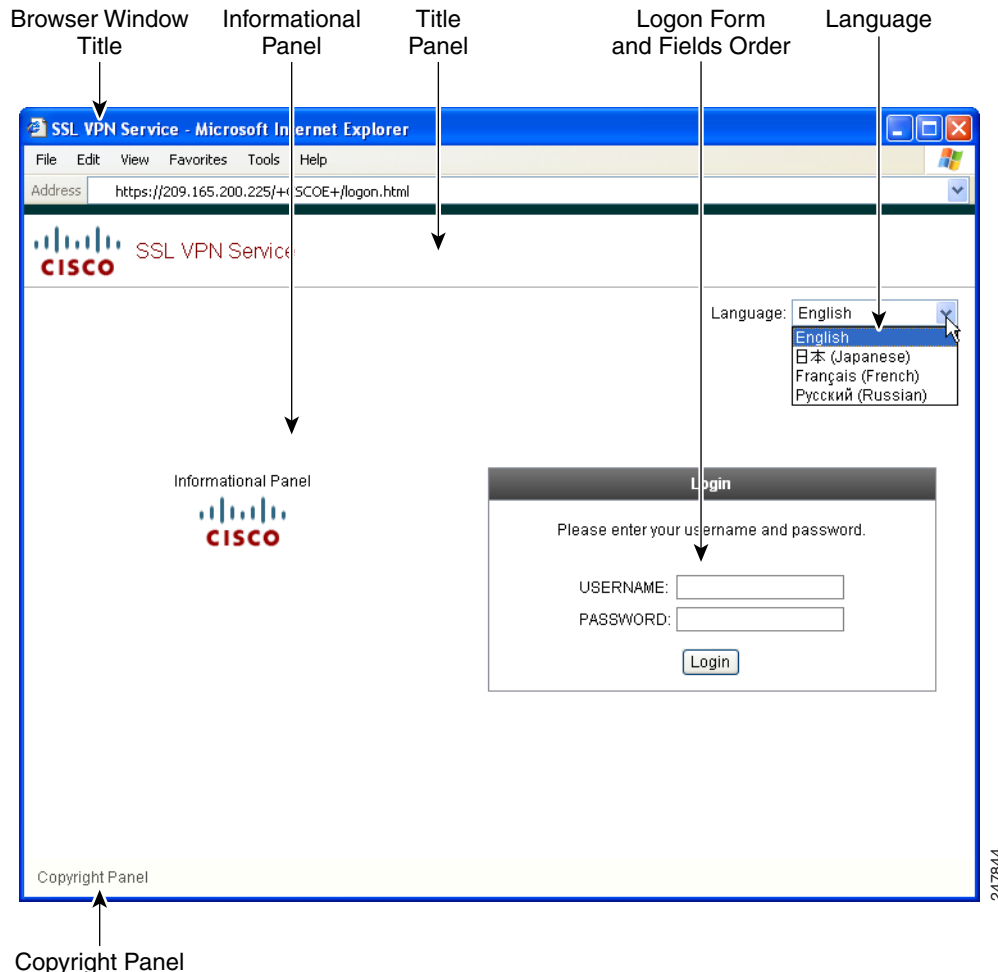 Browser Window Title
Informational Panel
Title Panel
Logon Form and Fields Order
Language
SSL VPN Service - Microsoft Internet Explorer
File Edit View Favorites Tools Help
Address https://209.165.200.225/+CSCOE+/logon.html
CISCO SSL VPN Service
Language: English
English
日本 (Japanese)
Français (French)
Русский (Russian)
Informational Panel
CISCO
Login
Please enter your username and password.
USERNAME:
PASSWORD:
Login
Copyright Panel
247844
Copyright Panel